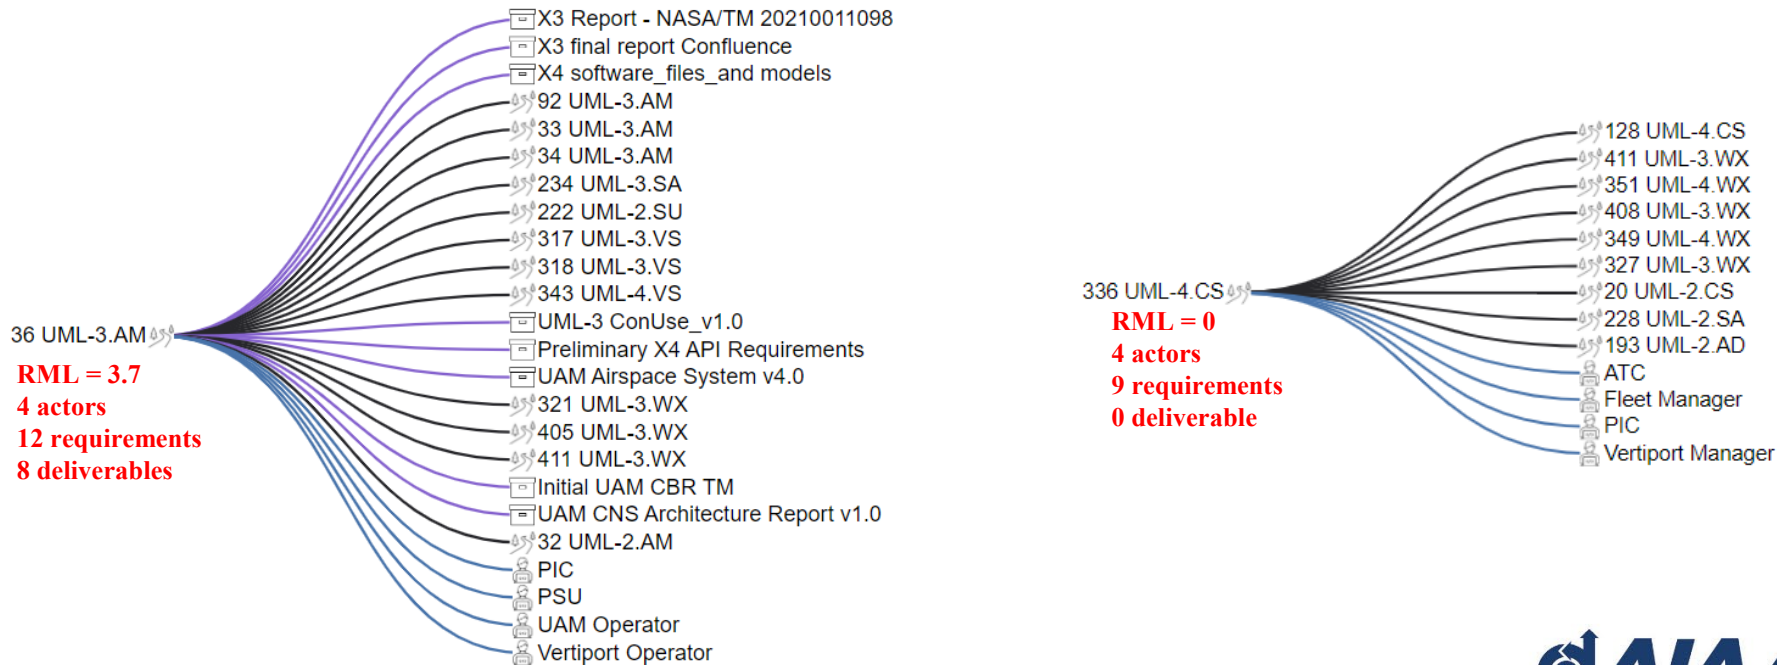 X3 Report - NASA/TM 20210011098
X3 final report Confluence
X4 software_files_and models
92 UML-3.AM
33 UML-3.AM
34 UML-3.AM
234 UML-3.SA
222 UML-2.SU
317 UML-3.VS
318 UML-3.VS
343 UML-4.VS
UML-3 ConUse_v1.0
36 UML-3.AM
Preliminary X4 API Requirements
UAM Airspace System v4.0
321 UML-3.WX
405 UML-3.WX
411 UML-3.WX
Initial UAM CBR TM
UAM CNS Architecture Report v1.0
32 UML-2.AM
PIC
PSU
UAM Operator
Vertiport Operator
RML = 3.7
4 actors
12 requirements
8 deliverables
128 UML-4.CS
411 UML-3.WX
351 UML-4.WX
408 UML-3.WX
349 UML-4.WX
327 UML-3.WX
336 UML-4.CS
20 UML-2.CS
228 UML-2.SA
193 UML-2.AD
ATC
Fleet Manager
PIC
Vertiport Manager
RML = 0
4 actors
9 requirements
0 deliverable
AIAA